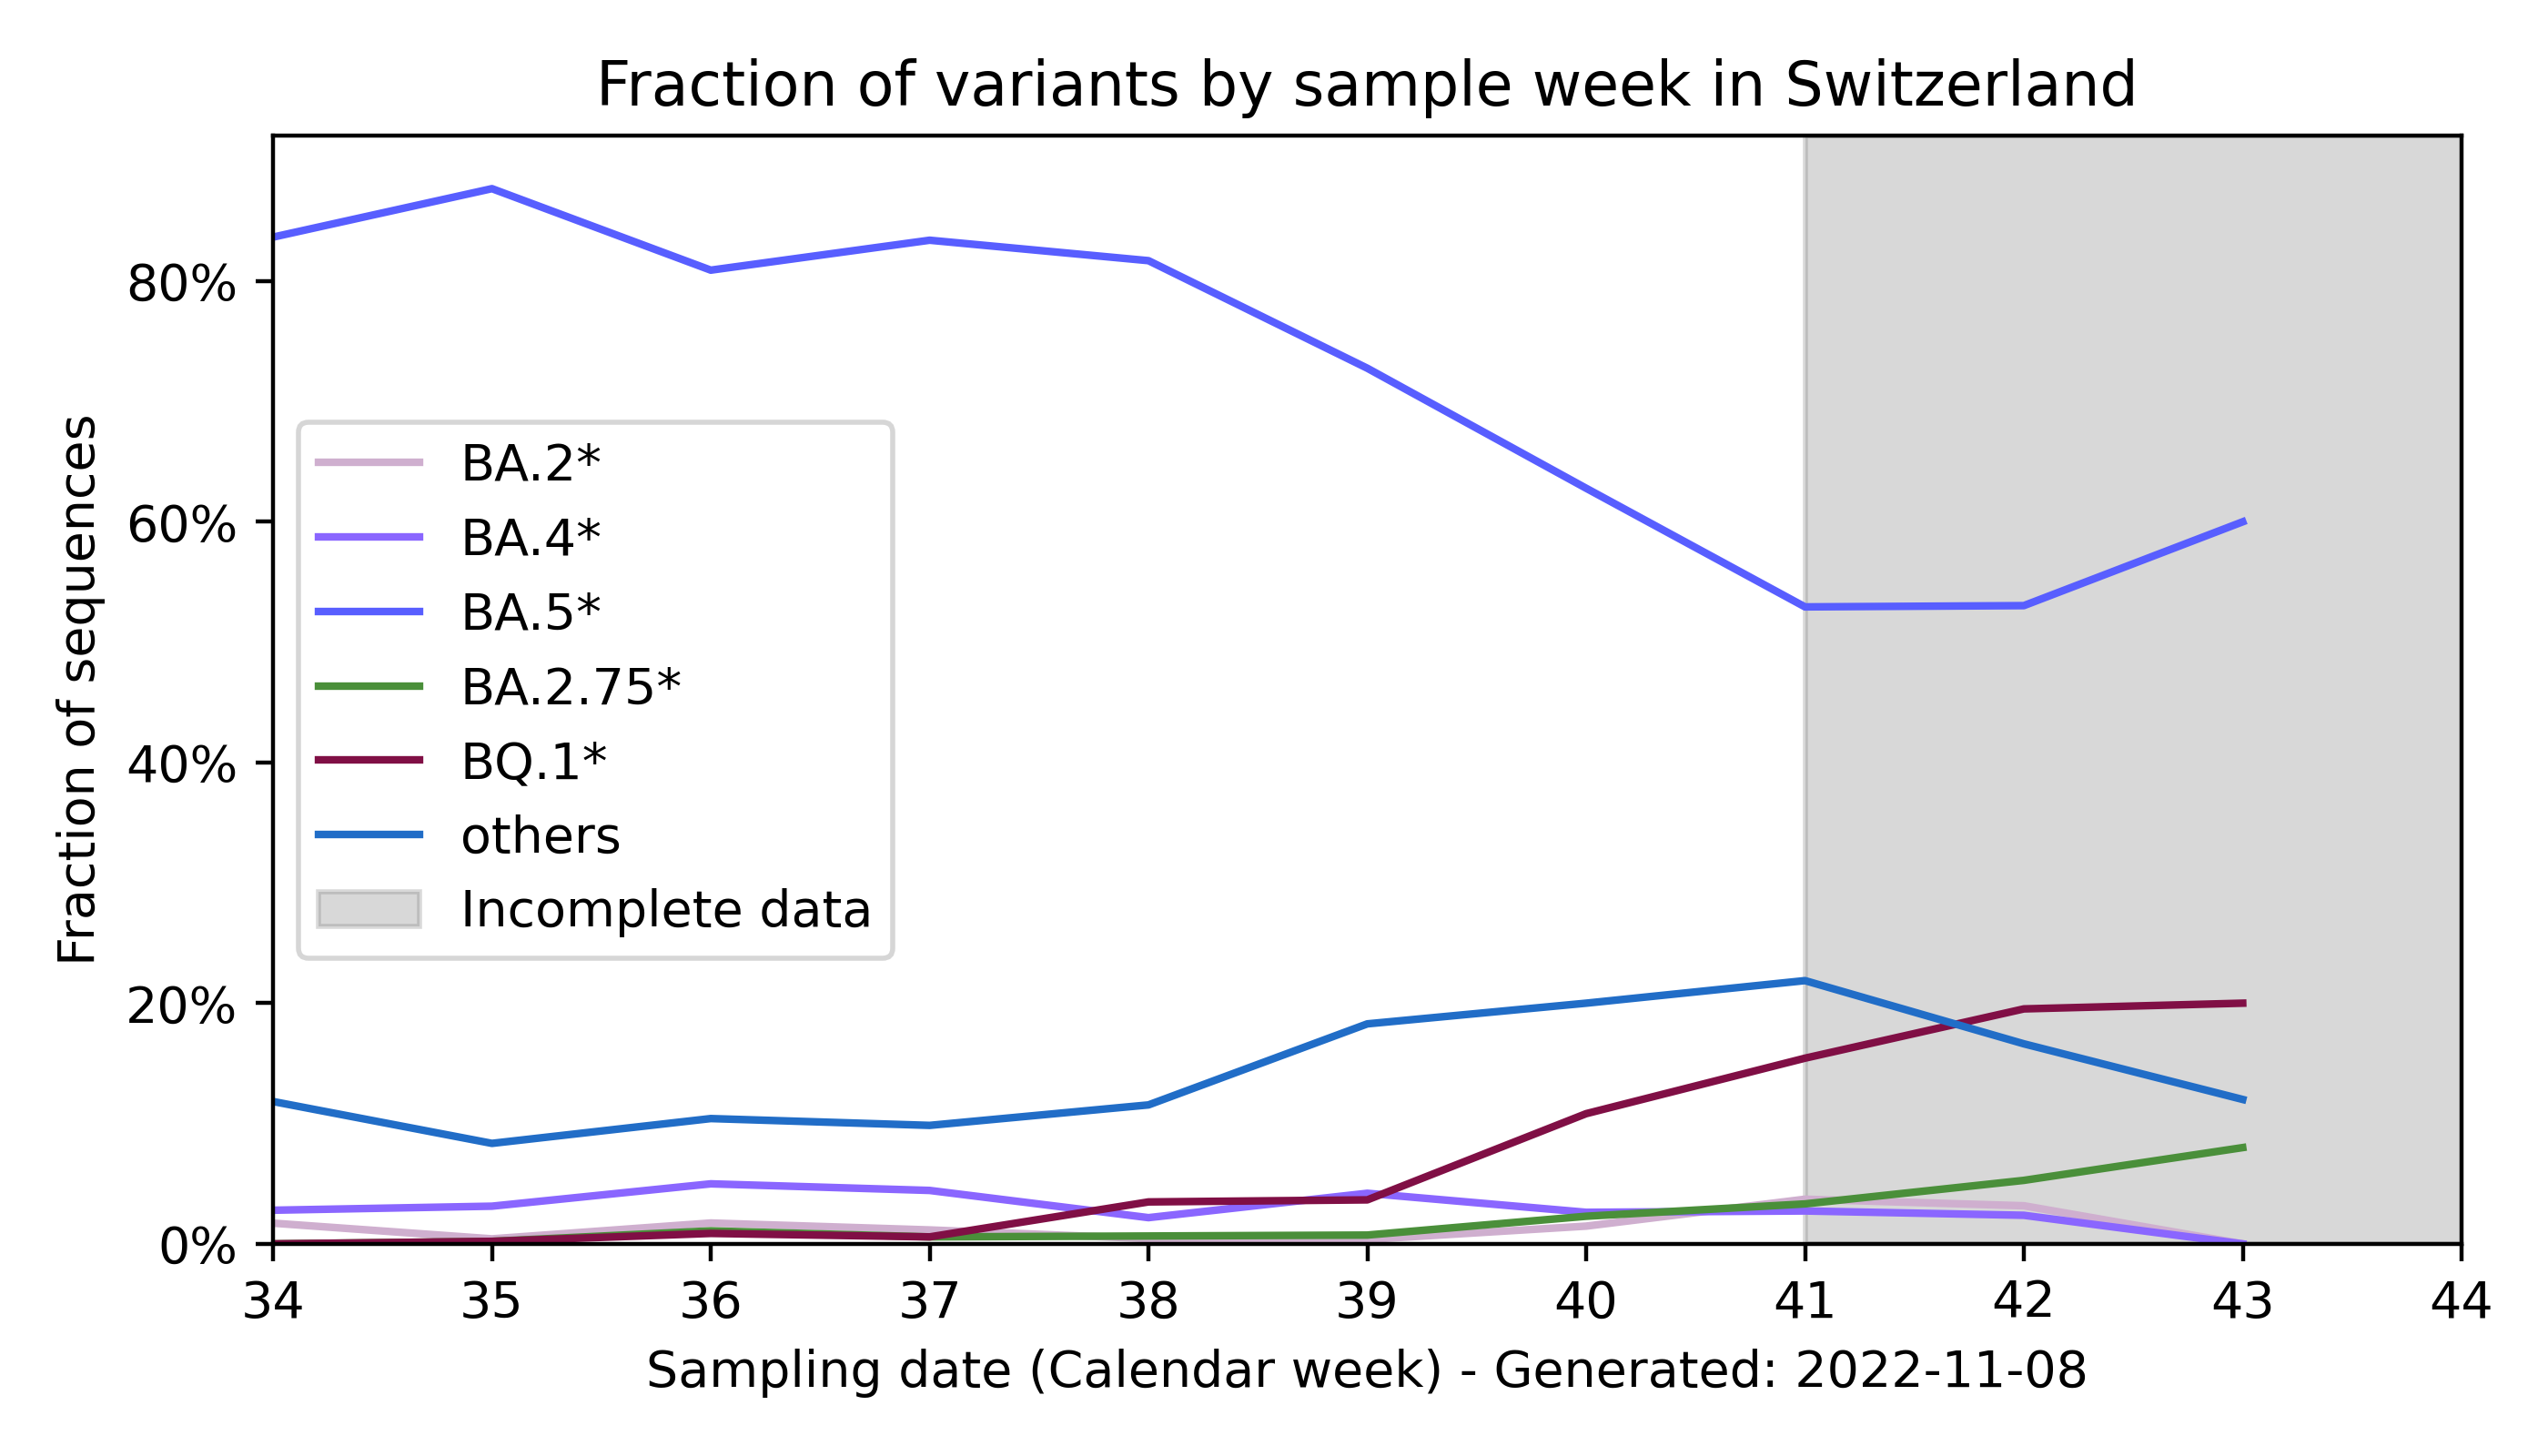 Fraction of variants by sample week in Switzerland
Fraction of sequences
80%
60%
40%
20%
0%
BA.2*
BA.4*
BA.5*
BA.2.75*
BQ.1*
others
Incomplete data
34 35 36 37 38 39 40 41 42 43 44
Sampling date (Calendar week) - Generated: 2022-11-08